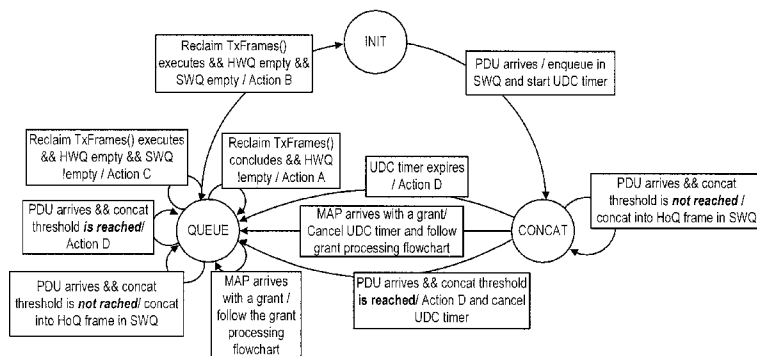 INIT
Reclaim TxFrames()
executes && HWQ empty &&
SWQ empty / Action B
PDU arrives / enqueue in
SWQ and start UDC timer
Reclaim TxFrames() executes
&& HWQ empty && SWQ
!empty / Action C
Reclaim TxFrames()
concludes && HWQ
!empty / Action A
UDC timer expires
/ Action D
PDU arrives && concat
threshold is not reached /
concat into HoQ frame in SWQ
PDU arrives && concat
threshold is reached/
Action D
QUEUE
MAP arrives with a grant/
Cancel UDC timer and follow
grant processing flowchart
CONCAT
PDU arrives && concat
threshold is not rached/ concat
into HoQ frame in SWQ
MAP arrives
with a grant /
follow the grant
processing
flowchart
PDU arrives && concat threshold
is reached/ Action D and cancel
UDC timer